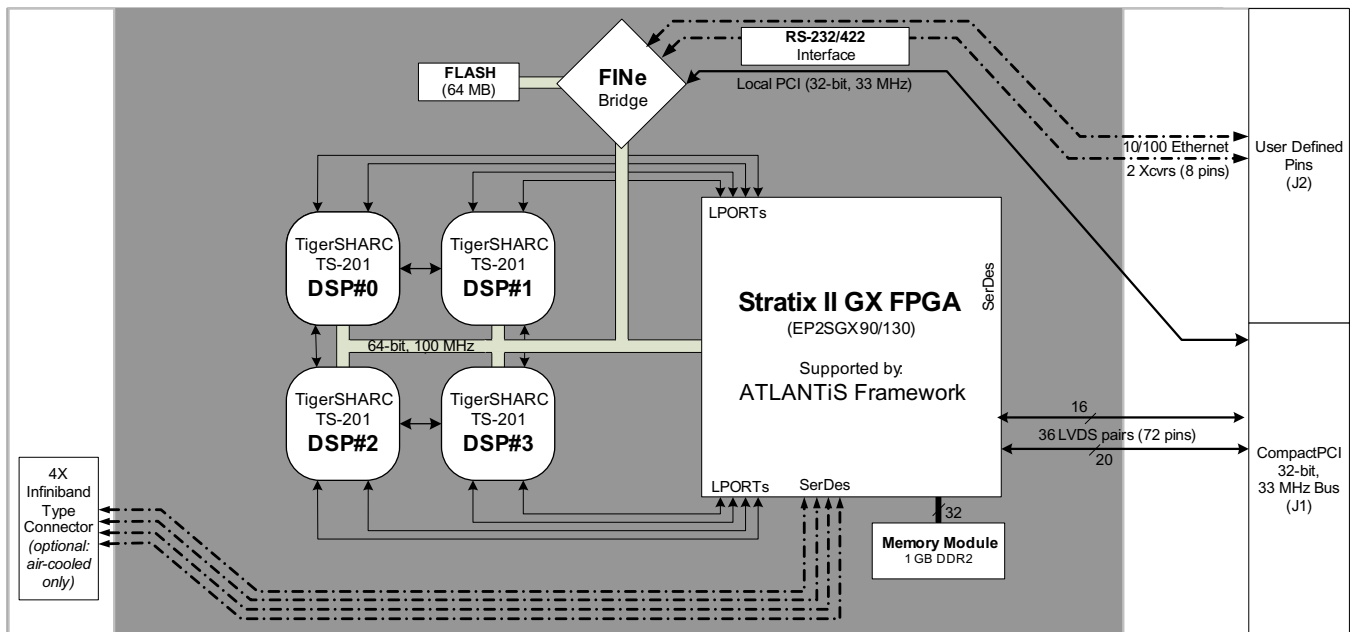 RS-232/422
Interface
FLASH
(64 MB)
FINe
Bridge
Local PCI (32-bit, 33 MHz)
10/100 Ethernet
2 Xcvrs (8 pins)
User Defined
Pins
(J2)
LPORTs
TigerSHARC
TS-201
DSP#0
TigerSHARC
TS-201
DSP#1
SerDes
Stratix II GX FPGA
(EP2SGX90/130)
Supported by:
ATLANTiS Framework
64-bit, 100 MHz
TigerSHARC
TS-201
DSP#2
TigerSHARC
TS-201
DSP#3
16
36 LVDS pairs (72 pins)
20
CompactPCI
32-bit,
33 MHz Bus
(J1)
LPORTs
SerDes
4X
Infiniband
Type
Connector
(optional:
air-cooled
only)
32
Memory Module
1 GB DDR2